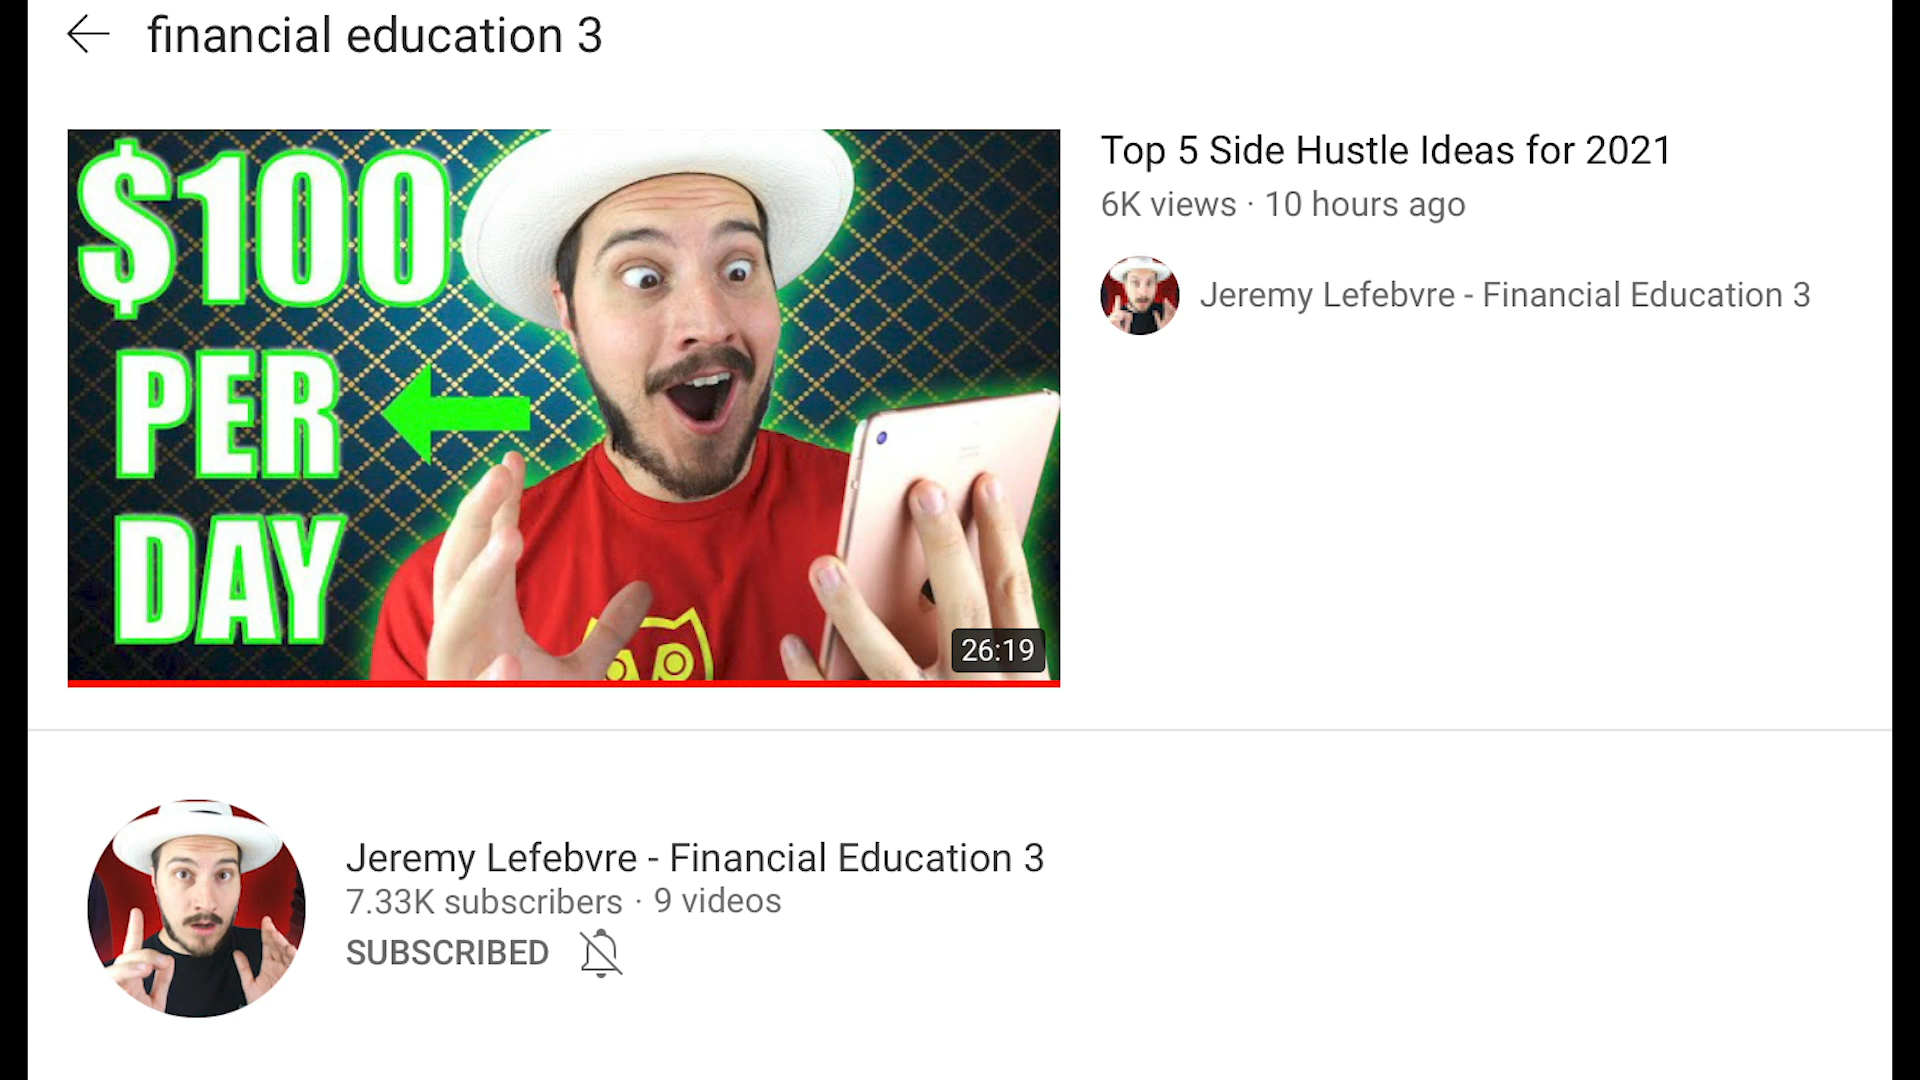 financial education 3
$100
PER
DAY
26:19
Top 5 Side Hustle Ideas for 2021
6K views · 10 hours ago
Jeremy Lefebvre - Financial Education 3
Jeremy Lefebvre - Financial Education 3
7.33K subscribers · 9 videos
SUBSCRIBED